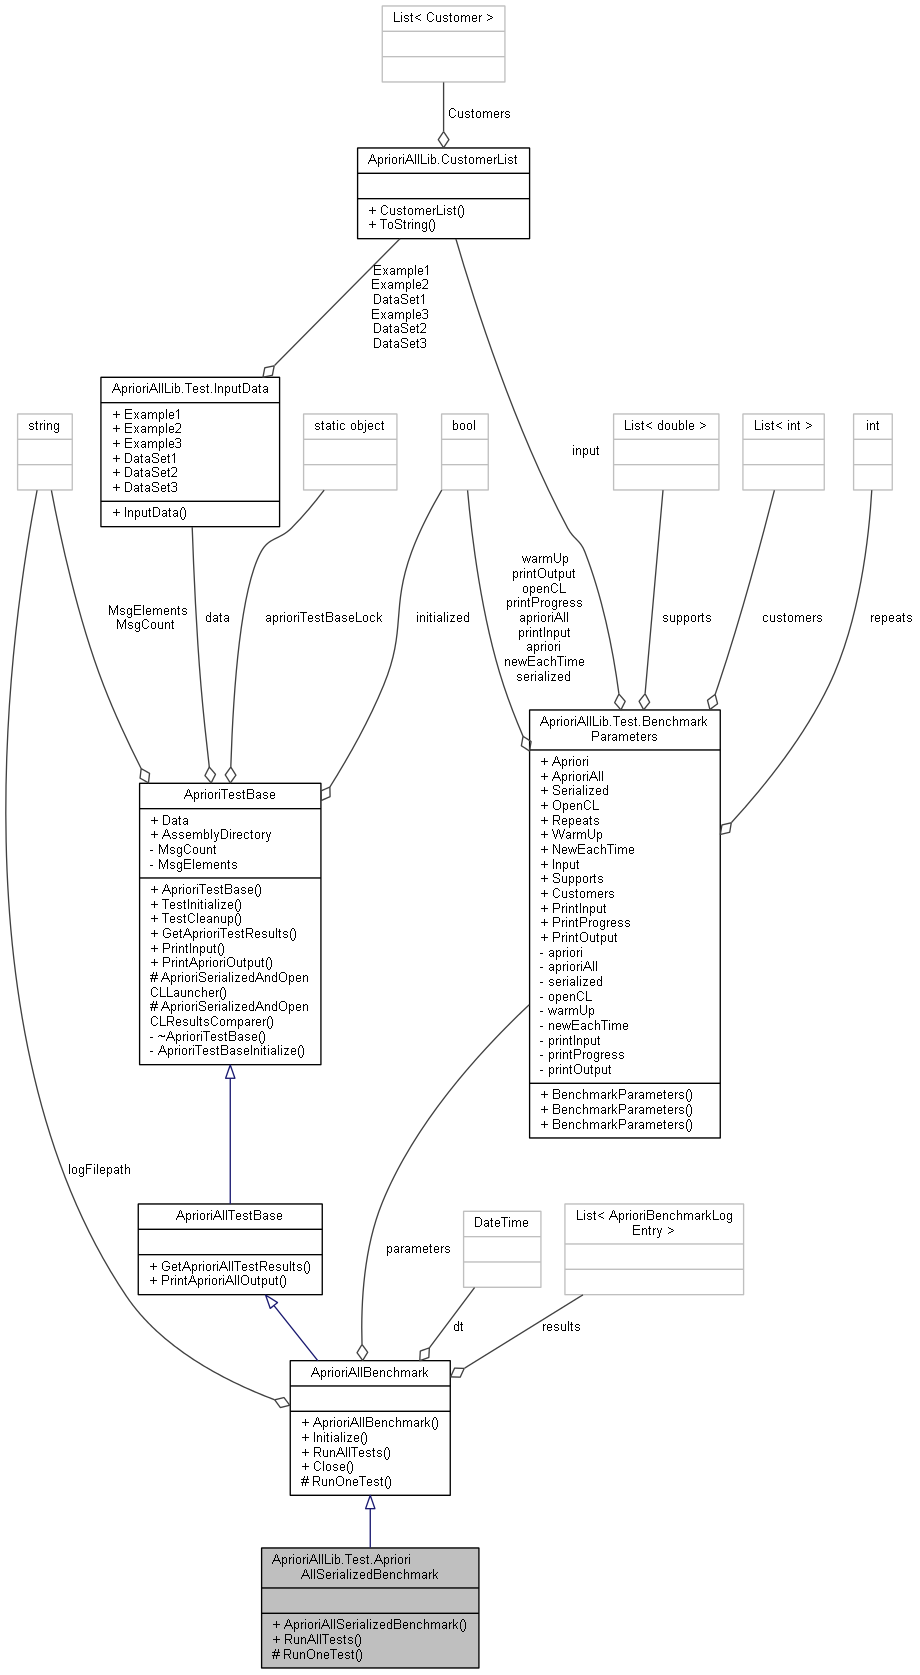 List< Customer >
Customers
AprioriAllLib.CustomerList
+ CustomerList()
+ ToString()
Example1
Example2
DataSet1
Example3
DataSet2
DataSet3
AprioriAllLib.Test.InputData
+ Example1
+ Example2
+ Example3
+ DataSet1
+ DataSet2
+ DataSet3
+ InputData()
string
static object
bool
List< double >
List< int >
int
input
warmUp
printOutput
openCL
printProgress
aprioriAll
printInput
apriori
newEachTime
serialized
MsgElements
MsgCount
data
aprioriTestBaseLock
initialized
supports
customers
repeats
AprioriAllLib.Test.Benchmark
Parameters
+ Apriori
+ AprioriAll
+ Serialized
+ OpenCL
+ Repeats
+ WarmUp
+ NewEachTime
+ Input
+ Supports
+ Customers
+ PrintInput
+ PrintProgress
+ PrintOutput
- apriori
- aprioriAll
- serialized
- openCL
- warmUp
- newEachTime
- printInput
- printProgress
- printOutput
+ BenchmarkParameters()
+ BenchmarkParameters()
+ BenchmarkParameters()
AprioriTestBase
+ Data
+ AssemblyDirectory
- MsgCount
- MsgElements
+ AprioriTestBase()
+ TestInitialize()
+ TestCleanup()
+ GetAprioriTestResults()
+ PrintInput()
+ PrintAprioriOutput()
# AprioriSerializedAndOpen
CLLauncher()
# AprioriSerializedAndOpen
CLResultsComparer()
- ~AprioriTestBase()
- AprioriTestBaseInitialize()
logFilepath
AprioriAllTestBase
+ GetAprioriAllTestResults()
+ PrintAprioriAllOutput()
parameters
DateTime
List< AprioriBenchmarkLog
Entry >
dt
results
AprioriAllBenchmark
+ AprioriAllBenchmark()
+ Initialize()
+ RunAllTests()
+ Close()
# RunOneTest()
AprioriAllLib.Test.Apriori
AllSerializedBenchmark
+ AprioriAllSerializedBenchmark()
+ RunAllTests()
# RunOneTest()